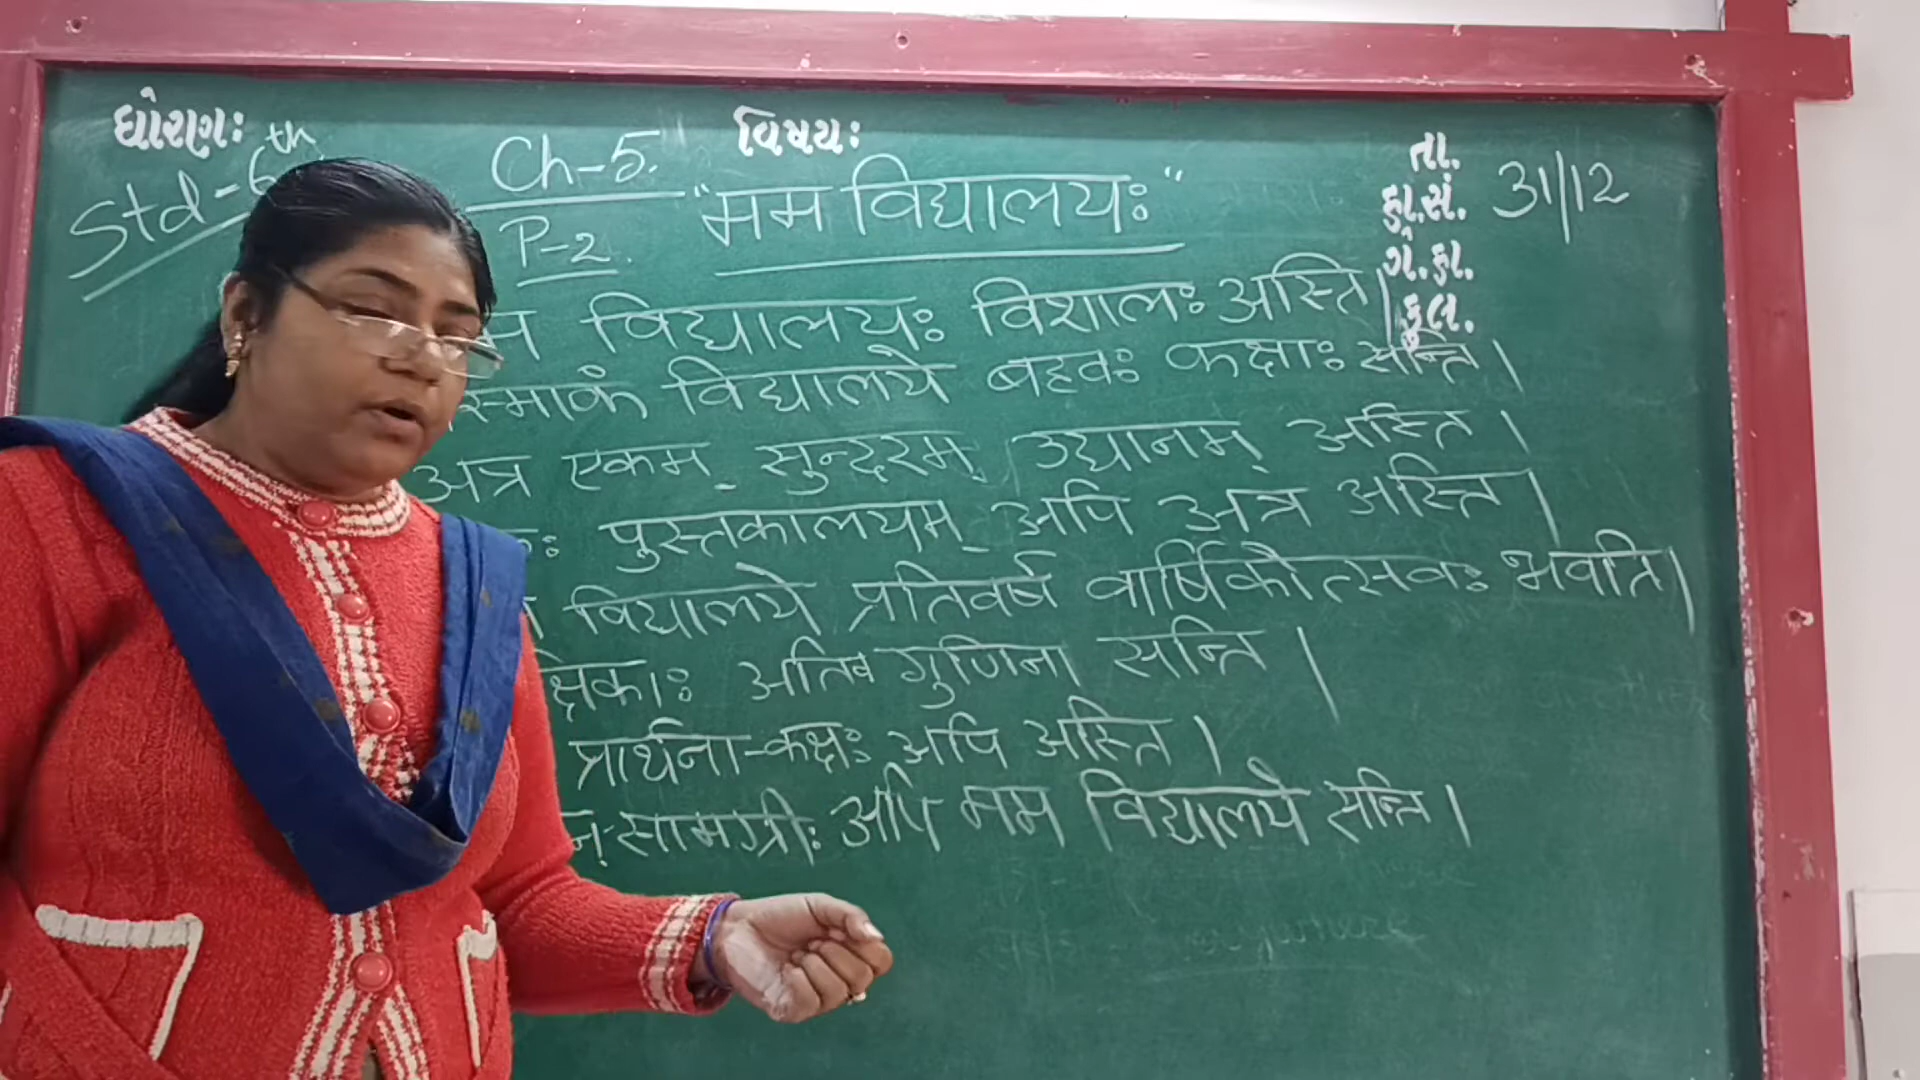 ધોરણઃ
Std-6th
Ch-5.
વિષયઃ
P-2.
"मम विद्यालयः"
તા. 31/12
હા.સં.
ગે.હા.
કુલ.
विद्यालयः विशालः अस्ति।
विद्यालये बहवः कक्षाः सन्ति।
अत्र एकम् सुन्दरम् उद्यानम् अस्ति।
पुस्तकालयम् अपि अत्र अस्ति।
विद्यालये प्रतिवर्ष वार्षिकोत्सवः भवति।
अतिव गुणिना सन्ति।
प्रार्थना-कक्षः अपि अस्ति।
सामग्रीः अपि मम विद्यालये सन्ति।